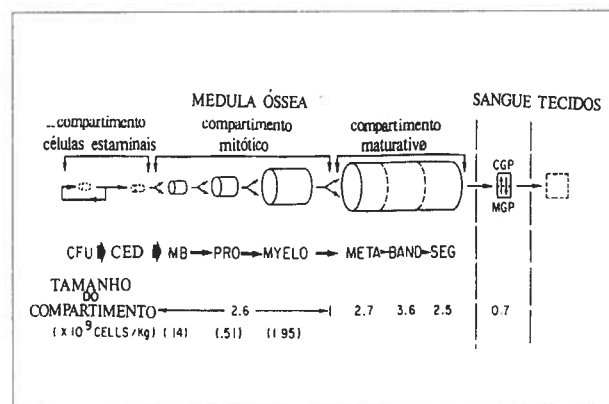 MEDULA ÓSSEA
SANGUE TECIDOS
compartimento
células estaminais
compartimento
mitótico
compartimento
maturativo
CGP
MGP
CFU CED MB PRO MYELO META BAND SEG
TAMANHO
DO
COMPARTIMENTO 2.6 2.7 3.6 2.5 0.7
(x10⁹ CELLS/Kg) (.14) (.51) (1.95)